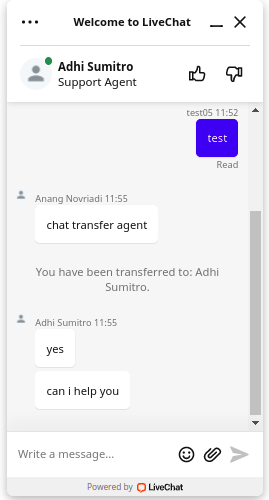 Welcome to LiveChat
Adhi Sumitro
Support Agent
test05 11:52
test
Read
Anang Novriadi 11:55
chat transfer agent
You have been transferred to: Adhi
Sumitro.
Adhi Sumitro 11:55
yes
can i help you
Write a message...
Powered by LiveChat